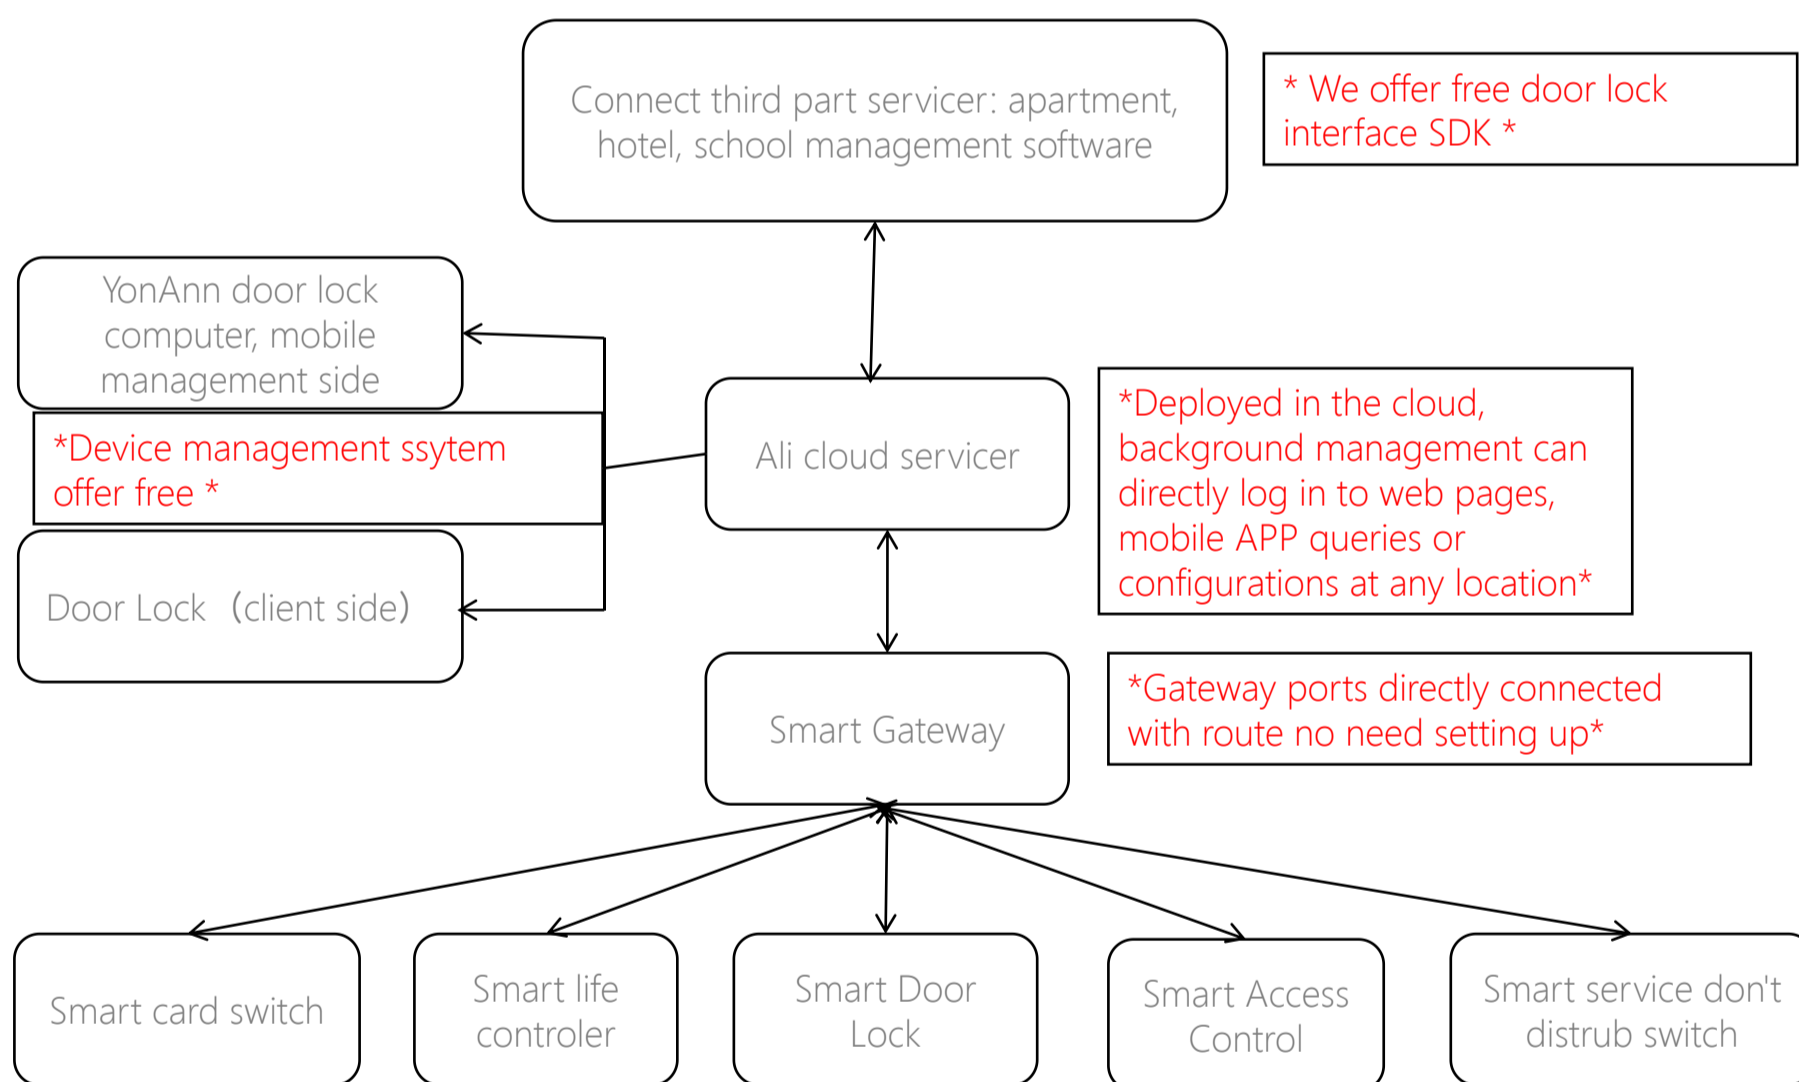 Connect third part servicer: apartment,
hotel, school management software
* We offer free door lock
interface SDK *
YonAnn door lock
computer, mobile
management side
*Device management ssytem
offer free *
Door Lock（client side）
Ali cloud servicer
*Deployed in the cloud,
background management can
directly log in to web pages,
mobile APP queries or
configurations at any location*
Smart Gateway
*Gateway ports directly connected
with route no need setting up*
Smart card switch
Smart life
controler
Smart Door
Lock
Smart Access
Control
Smart service don't
distrub switch